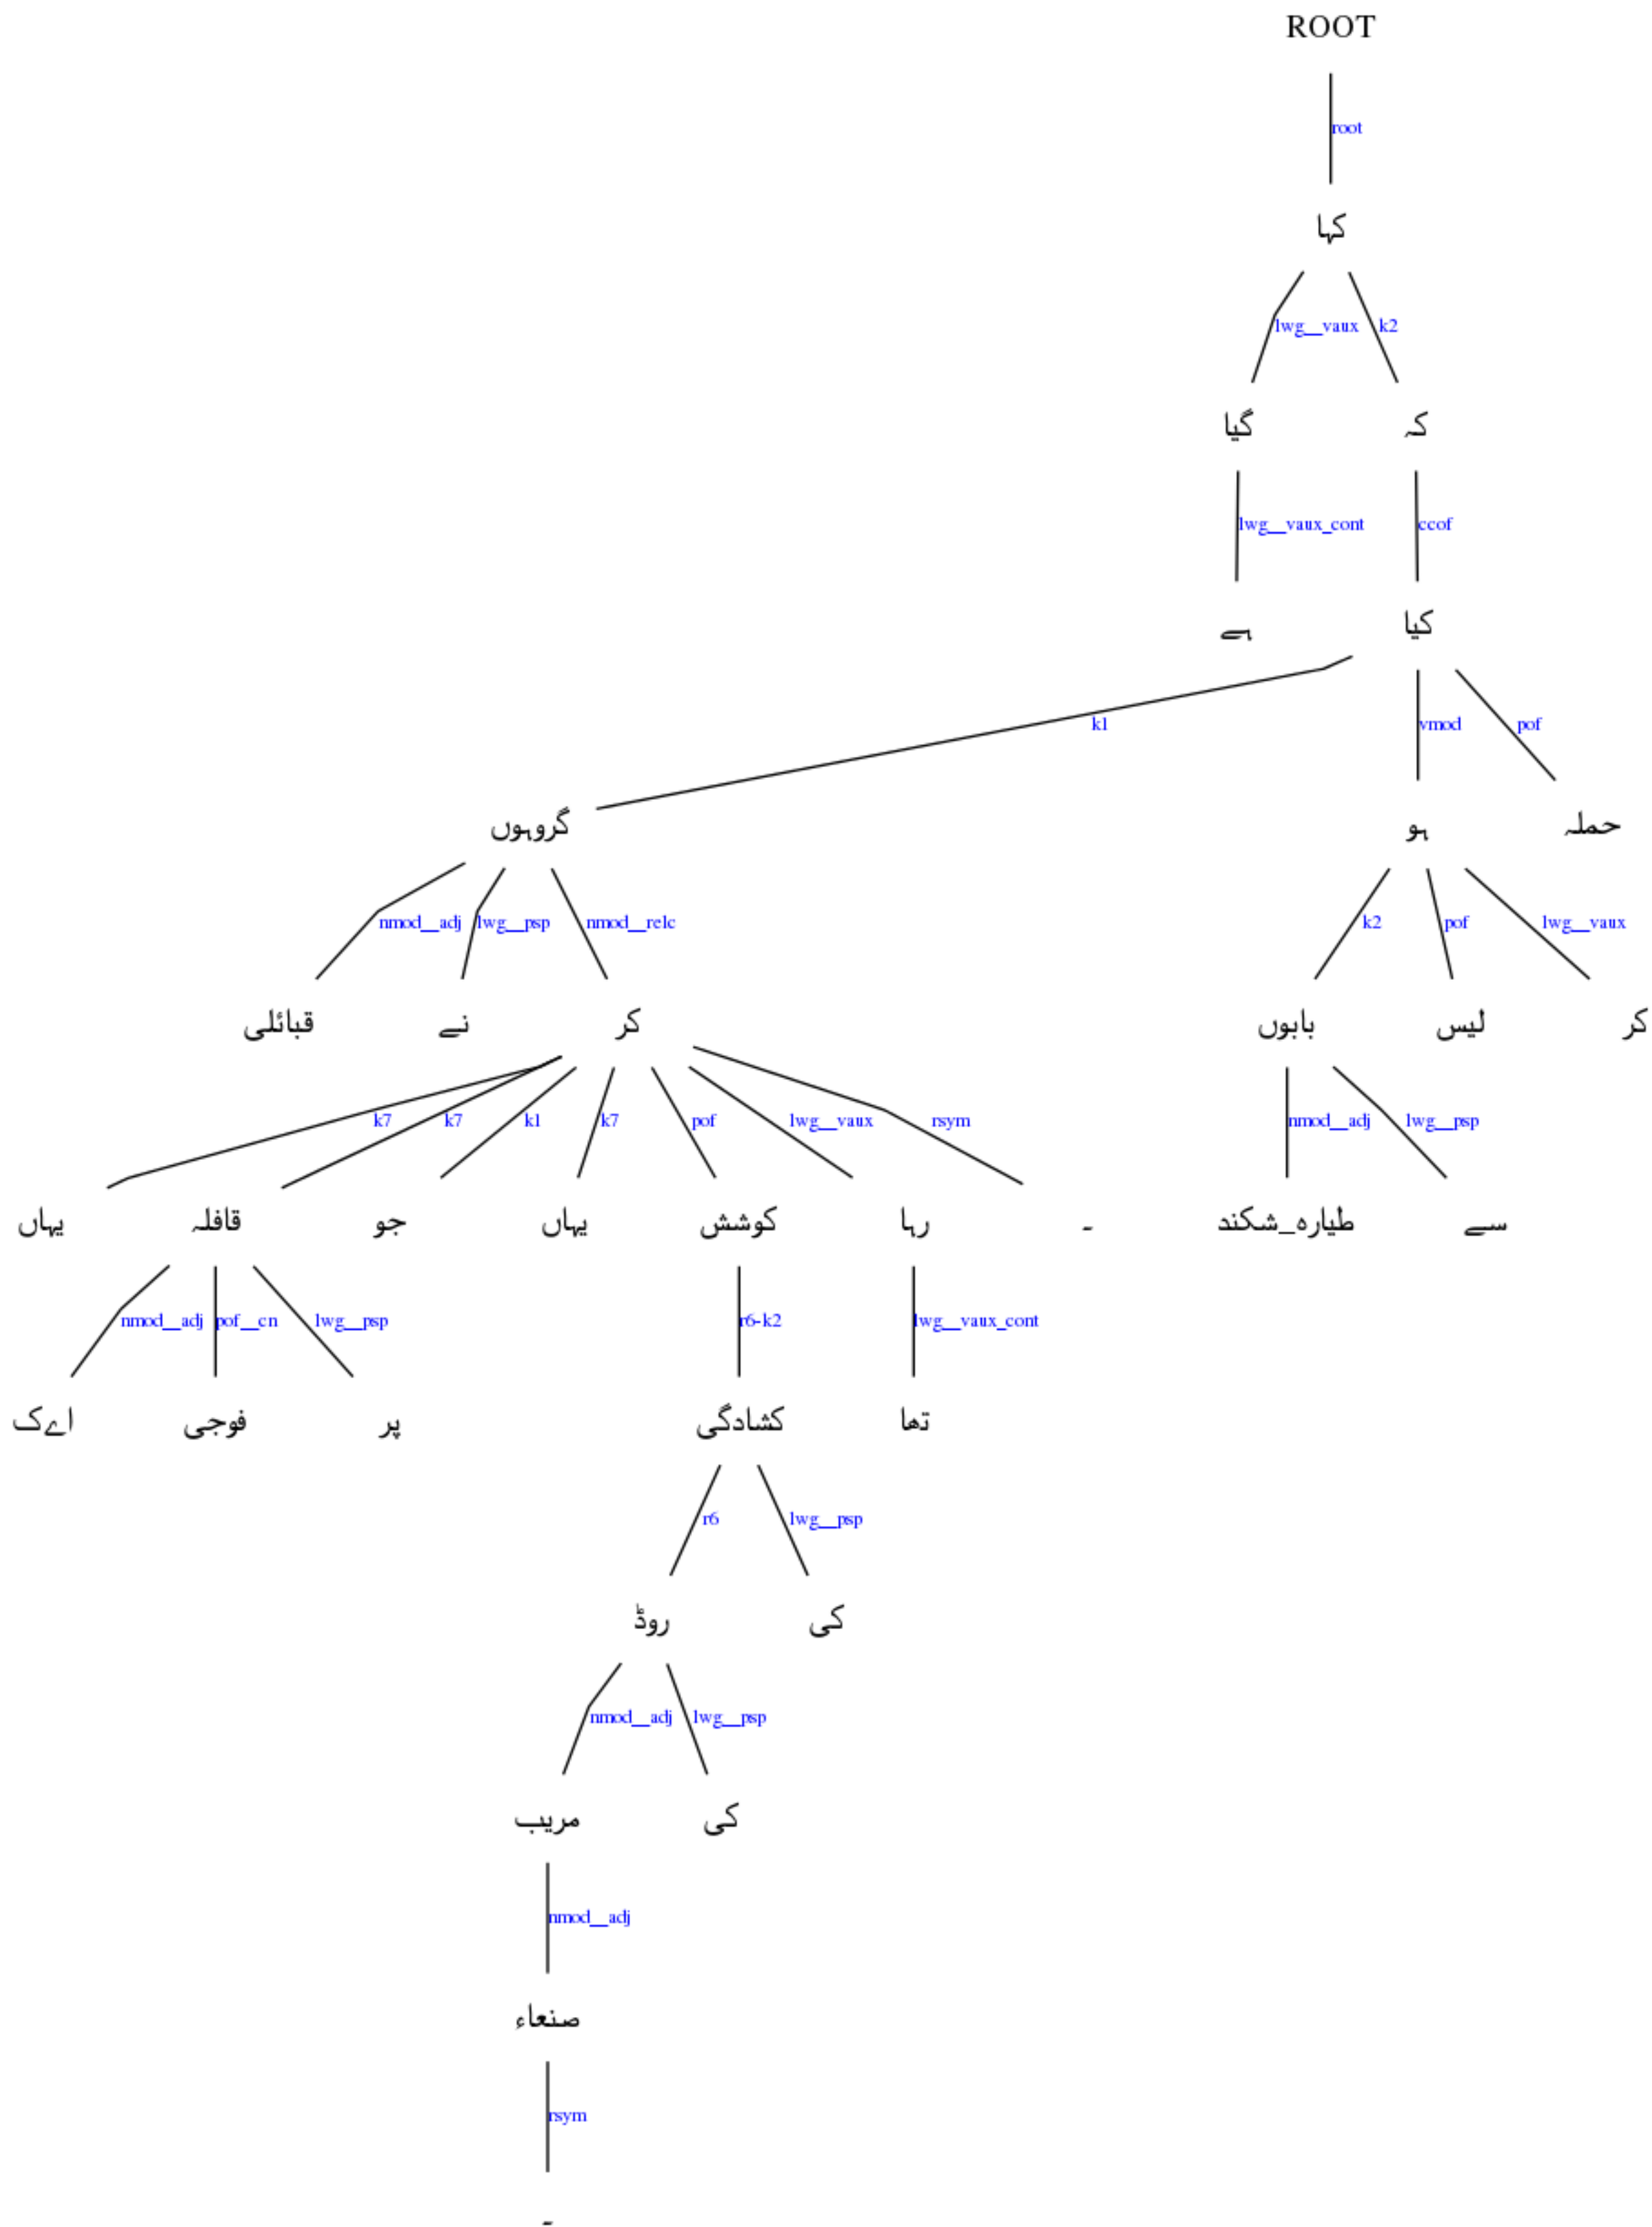 ROOT
root
کہا
lwg__vaux k2
گیا کہ
lwg__vaux_cont ccof
ہے کیا
k1 vmod pof
گروہوں ہو حملہ
nmod__adj lwg__psp nmod__relc k2 pof lwg__vaux
قبائلی نے کر بابوں لیس کر
k7 k7 k1 k7 pof lwg__vaux rsym nmod__adj lwg__psp
یہاں قافلہ جو یہاں کوشش رہا ۔ طیارہ_شکند سے
nmod__adj pof__cn lwg__psp r6-k2 lwg__vaux_cont
اےک فوجی پر کشادگی تھا
r6 lwg__psp
روڈ کی
nmod__adj lwg__psp
مریب کی
nmod__adj
صنعاء
rsym
۔